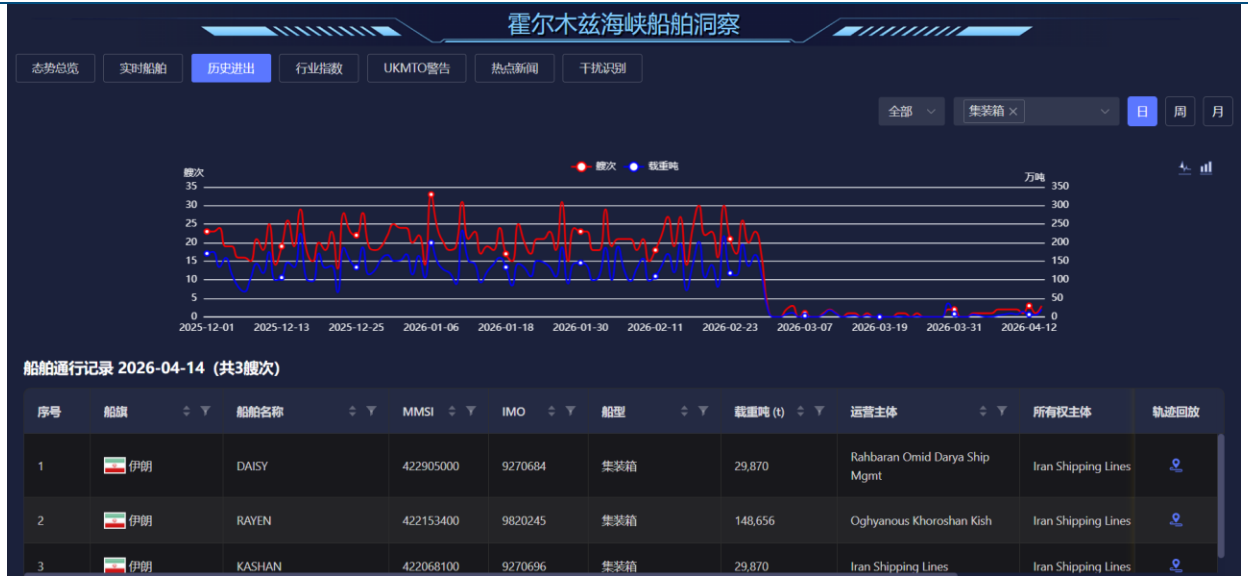 霍尔木兹海峡船舶洞察
态势总览 实时船舶 历史进出 行业指数 UKMTO警告 热点新闻 干扰识别
全部 集装箱 × 日 周 月
艘次 载重吨
艘次 万吨
35 350
30 300
25 250
20 200
15 150
10 100
5 50
0 0
2025-12-01 2025-12-13 2025-12-25 2026-01-06 2026-01-18 2026-01-30 2026-02-11 2026-02-23 2026-03-07 2026-03-19 2026-03-31 2026-04-12
船舶通行记录 2026-04-14 (共3艘次)
序号 船旗 船舶名称 MMSI IMO 船型 载重吨 (t) 运营主体 所有权主体 轨迹回放
1 伊朗 DAISY 422905000 9270684 集装箱 29,870 Rahbaran Omid Darya Ship Mgmt Iran Shipping Lines
2 伊朗 RAYEN 422153400 9820245 集装箱 148,656 Oghyanous Khoroshan Kish Iran Shipping Lines
3 伊朗 KASHAN 422068100 9270696 集装箱 29,870 Iran Shipping Lines Iran Shipping Lines